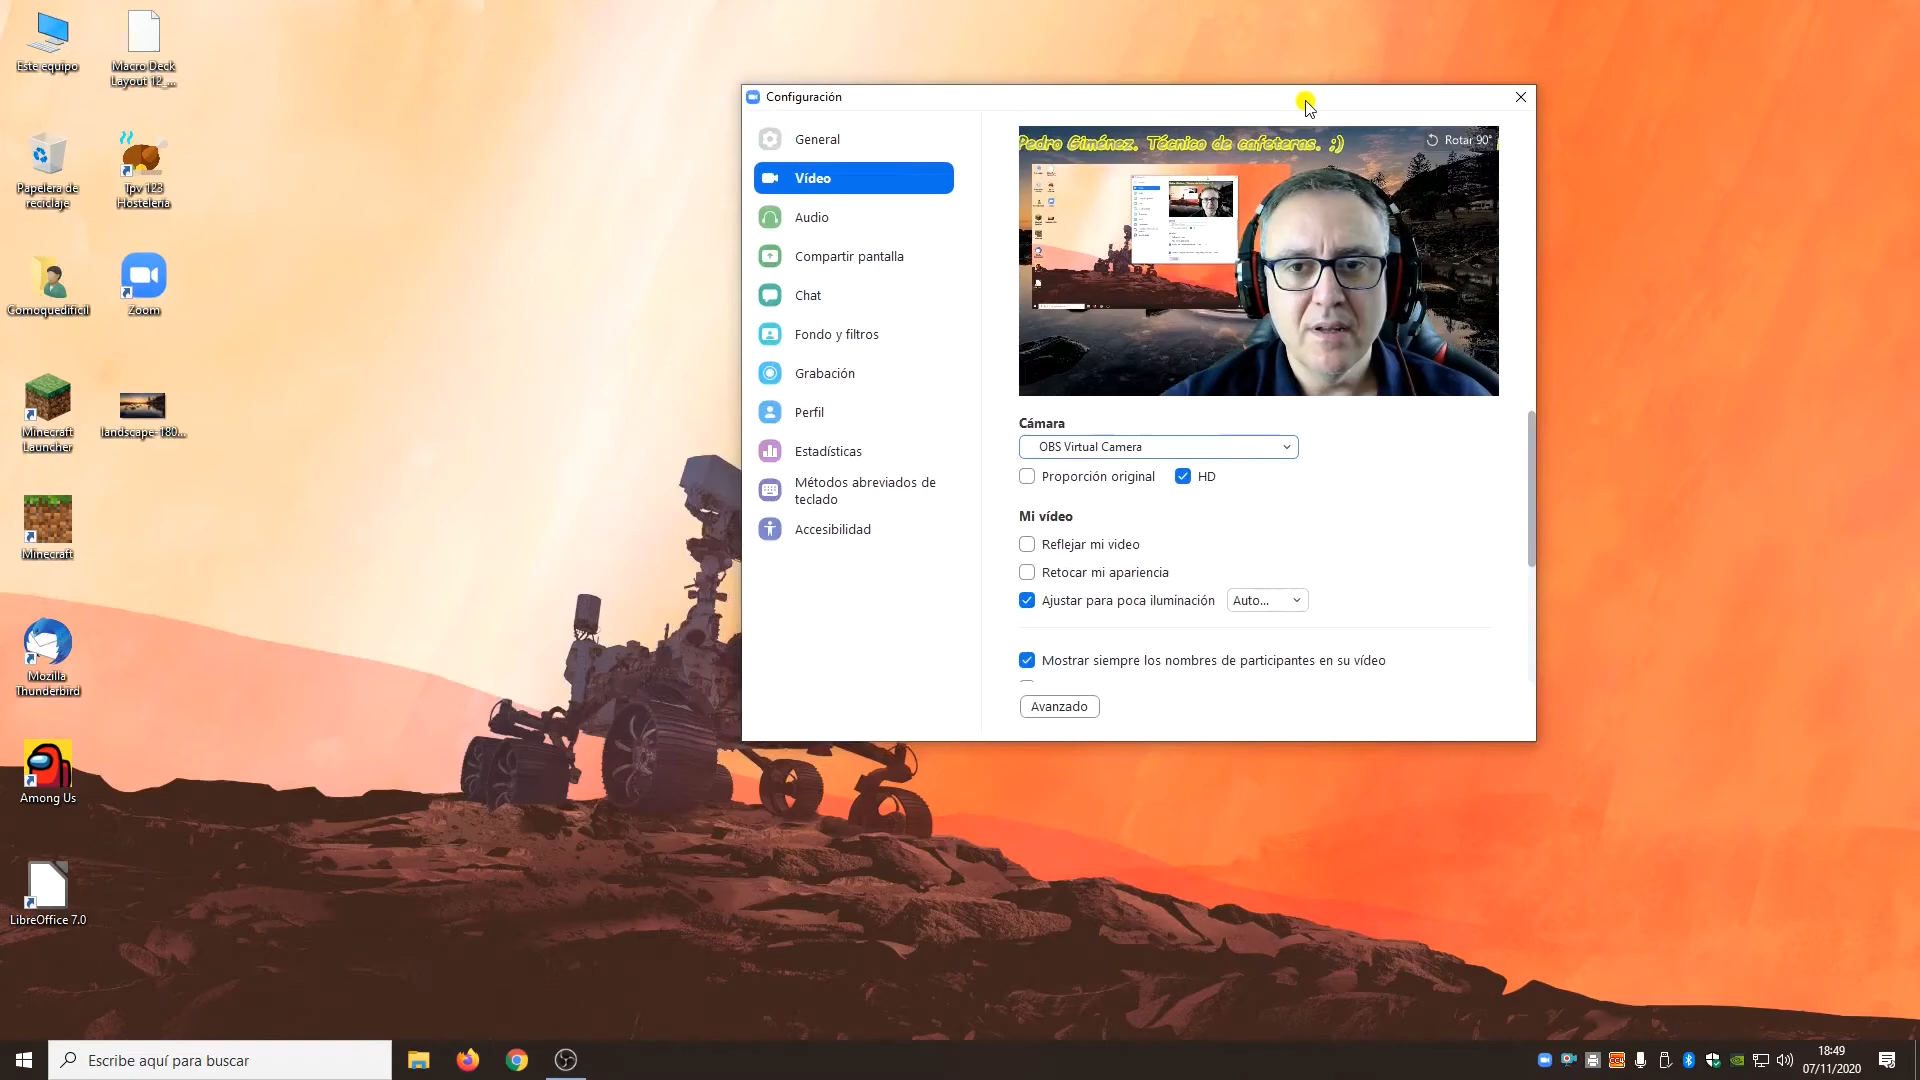 Este equipo
Macro Deck
Layout 12_...
Papelera de
reciclaje
Tpv 123
Hostelería
Comoquedificil
Zoom
Minecraft
Launcher
landscape-180...
Minecraft
Mozilla
Thunderbird
Among Us
LibreOffice 7.0
Configuración
General
Vídeo
Audio
Compartir pantalla
Chat
Fondo y filtros
Grabación
Perfil
Estadísticas
Métodos abreviados de
teclado
Accesibilidad
Pedro Giménez. Técnico de cafeteras. ;)
Rotar 90°
Cámara
OBS Virtual Camera
Proporción original
HD
Mi vídeo
Reflejar mi video
Retocar mi apariencia
Ajustar para poca iluminación
Auto...
Mostrar siempre los nombres de participantes en su vídeo
Avanzado
Escribe aquí para buscar
18:49
07/11/2020